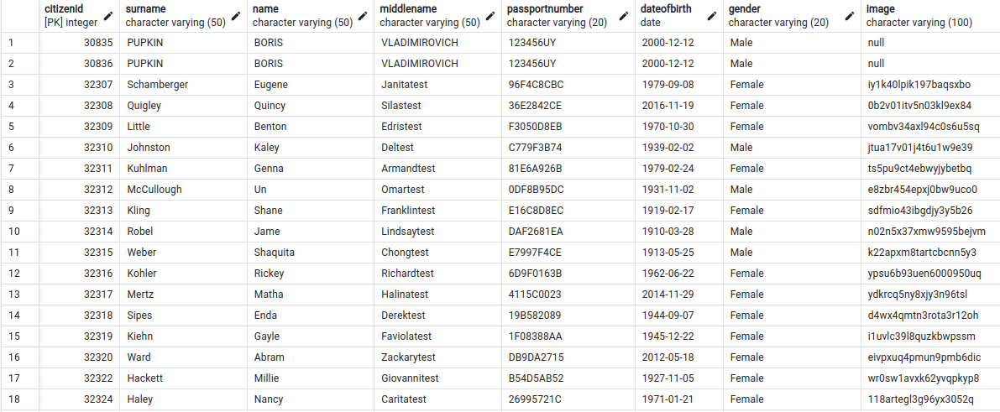 citizenid surname name middlename passportnumber dateofbirth gender image
[PK] integer character varying (50) character varying (50) character varying (50) character varying (20) date character varying (20) character varying (100)
1 30835 PUPKIN BORIS VLADIMIROVICH 123456UY 2000-12-12 Male null
2 30836 PUPKIN BORIS VLADIMIROVICH 123456UY 2000-12-12 Male null
3 32307 Schamberger Eugene Janitatest 96F4C8CBC 1979-09-08 Female iy1k40lpik197baqsxbo
4 32308 Quigley Quincy Silastest 36E2842CE 2016-11-19 Female 0b2v01itv5n03kl9ex84
5 32309 Little Benton Edristest F3050D8EB 1970-10-30 Female vombv34axl94c0s6u5sq
6 32310 Johnston Kaley Deltest C779F3B74 1939-02-02 Male jtua17v01j4t6u1w9e39
7 32311 Kuhlman Genna Armandtest 81E6A926B 1979-02-24 Female ts5pu9ct4ebwyjybetbq
8 32312 McCullough Un Omartest 0DF8B95DC 1931-11-02 Male e8zbr454epxj0bw9uco0
9 32313 Kling Shane Franklintest E16C8D8EC 1919-02-17 Female sdfmio43ibgdjy3y5b26
10 32314 Robel Jame Lindsaytest DAF2681EA 1910-03-28 Male n02n5x37xmw9595bejvm
11 32315 Weber Shaquita Chongtest E7997F4CE 1913-05-25 Male k22apxm8tartcbcnn5y3
12 32316 Kohler Rickey Richardtest 6D9F0163B 1962-06-22 Female ypsu6b93uen6000950uq
13 32317 Mertz Matha Halinatest 4115C0023 2014-11-29 Female ydkrcq5ny8xjy3n96tsl
14 32318 Sipes Enda Derektest 19B582089 1944-09-07 Female d4wx4qmtn3rota3r12oh
15 32319 Kiehn Gayle Faviolatest 1F08388AA 1945-12-22 Female i1uvlc39l8quzkbwpssm
16 32320 Ward Abram Zackarytest DB9DA2715 2012-05-18 Female eivpxuq4pmun9pmb6dic
17 32322 Hackett Millie Giovannitest B54D5AB52 1927-11-05 Female wr0sw1avxk62yvqpkyp8
18 32324 Haley Nancy Caritatest 26995721C 1971-01-21 Female 118artegl3g96yx3052q